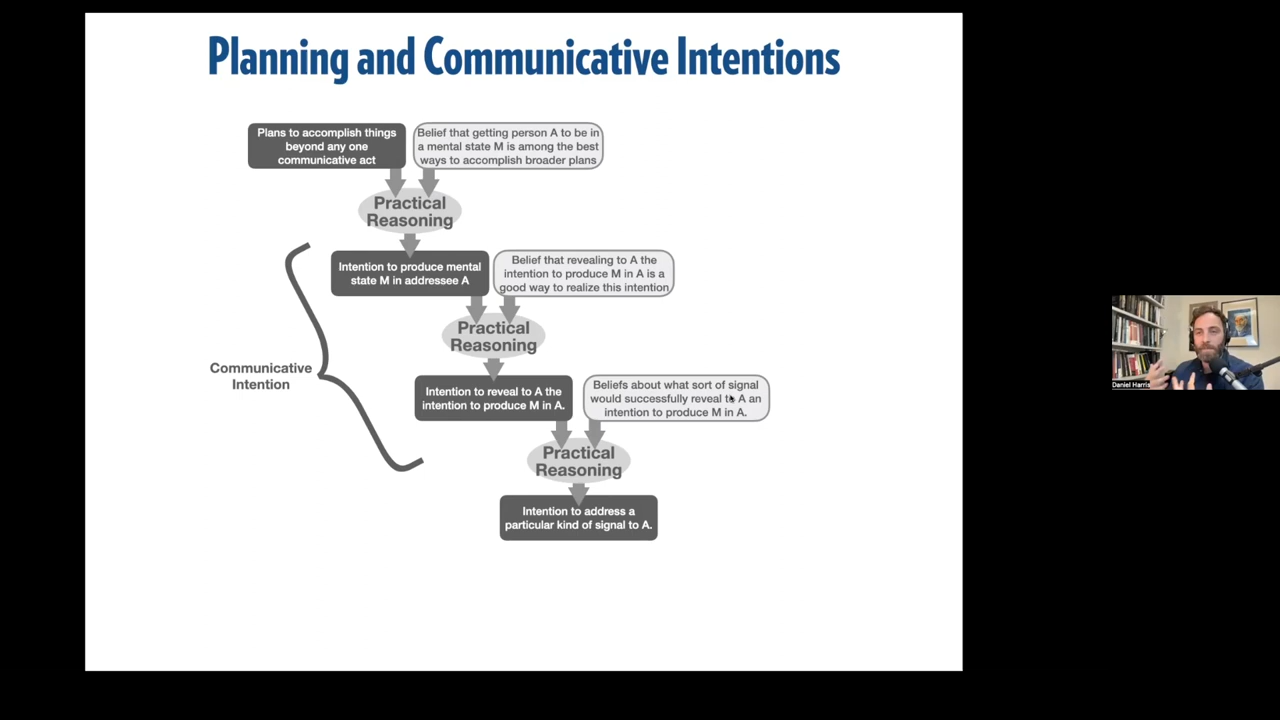 Planning and Communicative Intentions
Plans to accomplish things
beyond any one
communicative act
Belief that getting person A to be in
a mental state M is among the best
ways to accomplish broader plans
Practical
Reasoning
Intention to produce mental
state M in addressee A
Belief that revealing to A the
intention to produce M in A is a
good way to realize this intention
Practical
Reasoning
Communicative
Intention
Intention to reveal to A the
intention to produce M in A.
Beliefs about what sort of signal
would successfully reveal to A an
intention to produce M in A.
Practical
Reasoning
Intention to address a
particular kind of signal to A.
Daniel Harris